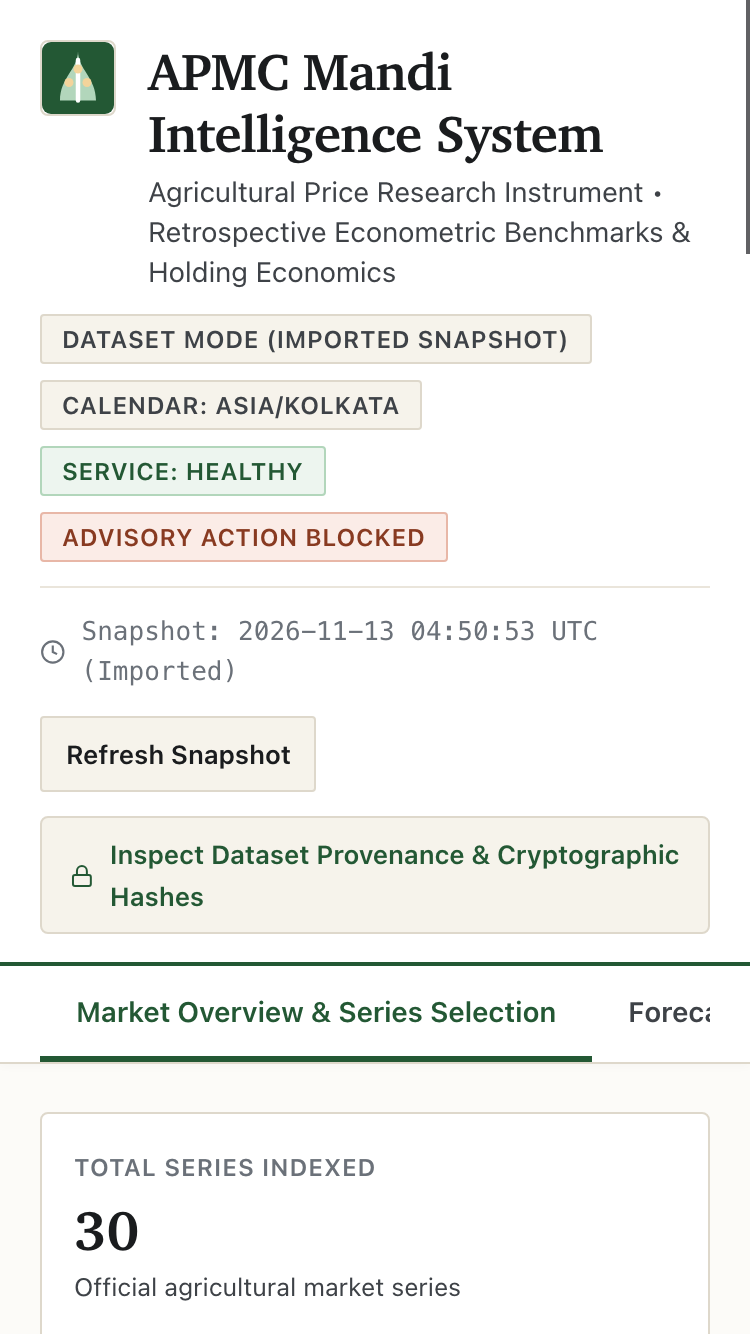 APMC Mandi
Intelligence System
Agricultural Price Research Instrument •
Retrospective Econometric Benchmarks &
Holding Economics
DATASET MODE (IMPORTED SNAPSHOT)
CALENDAR: ASIA/KOLKATA
SERVICE: HEALTHY
ADVISORY ACTION BLOCKED
Snapshot: 2026–11–13 04:50:53 UTC
(Imported)
Refresh Snapshot
Inspect Dataset Provenance & Cryptographic
Hashes
Market Overview & Series Selection
TOTAL SERIES INDEXED
30
Official agricultural market series